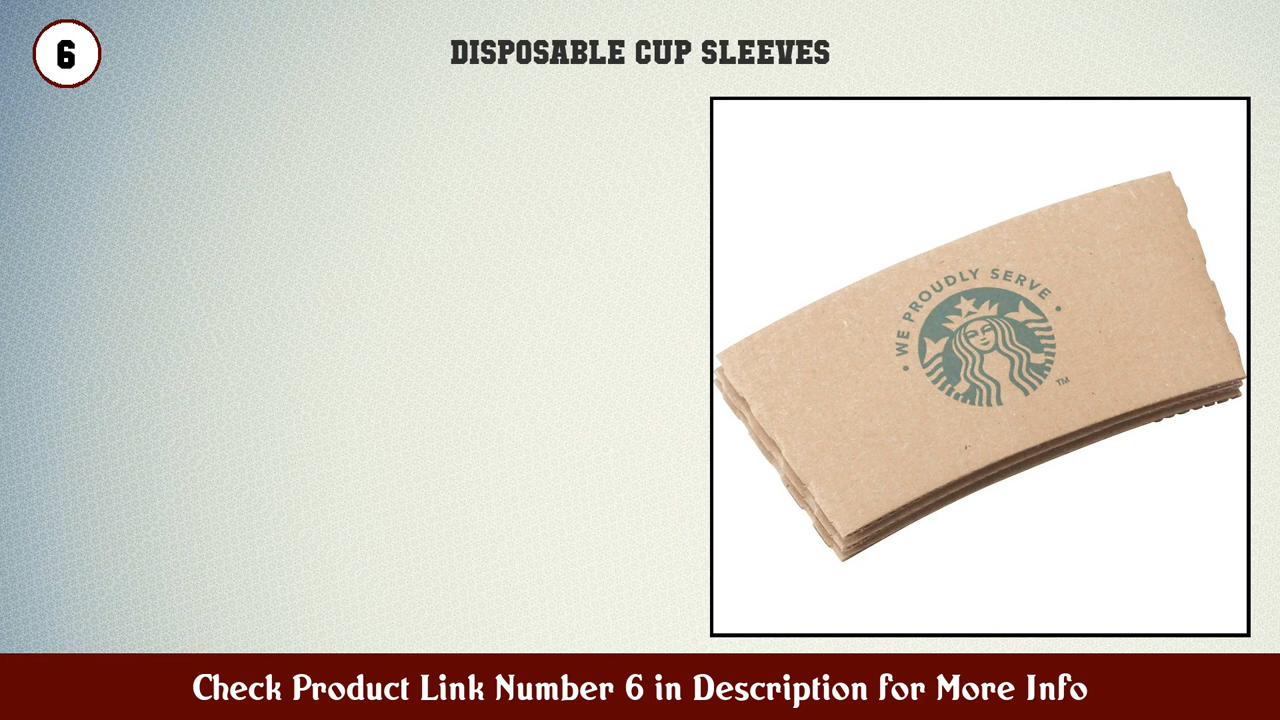 6
DISPOSABLE CUP SLEEVES
WE PROUDLY SERVE
TM
Check Product Link Number 6 in Description for More Info